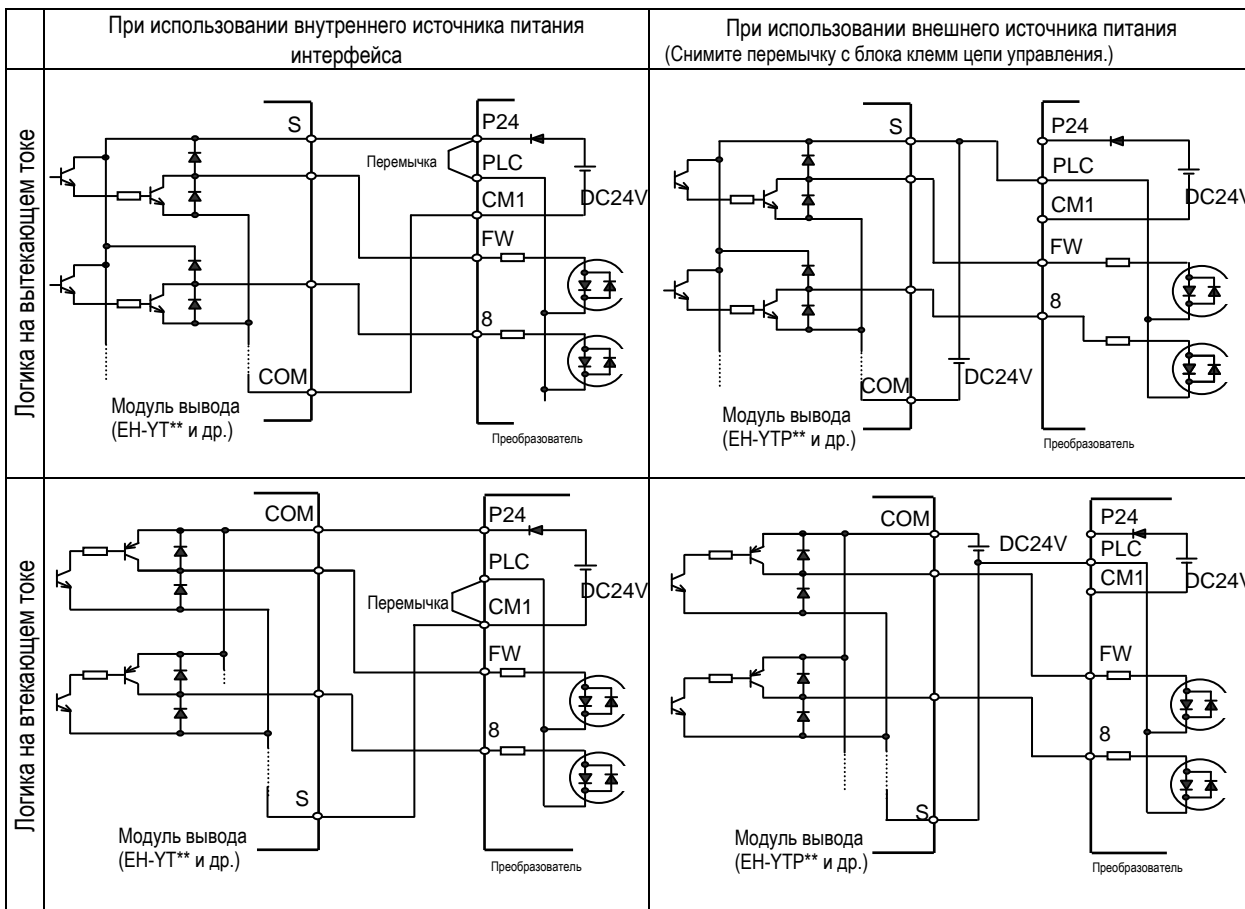 При использовании внутреннего источника питания
интерфейса
При использовании внешнего источника питания
(Снимите перемычку с блока клемм цепи управления.)
Логика на вытекающем токе
S
P24
Перемычка
PLC
DC24V
CM1
FW
8
COM
Модуль вывода
(EH-YT** и др.)
Преобразователь
S
P24
PLC
DC24V
CM1
FW
8
DC24V
COM
Модуль вывода
(EH-YTP** и др.)
Преобразователь
Логика на втекающем токе
COM
P24
PLC
DC24V
Перемычка
CM1
FW
8
S
Модуль вывода
(EH-YT** и др.)
Преобразователь
COM
P24
DC24V
PLC
CM1
DC24V
FW
8
S
Модуль вывода
(EH-YTP** и др.)
Преобразователь